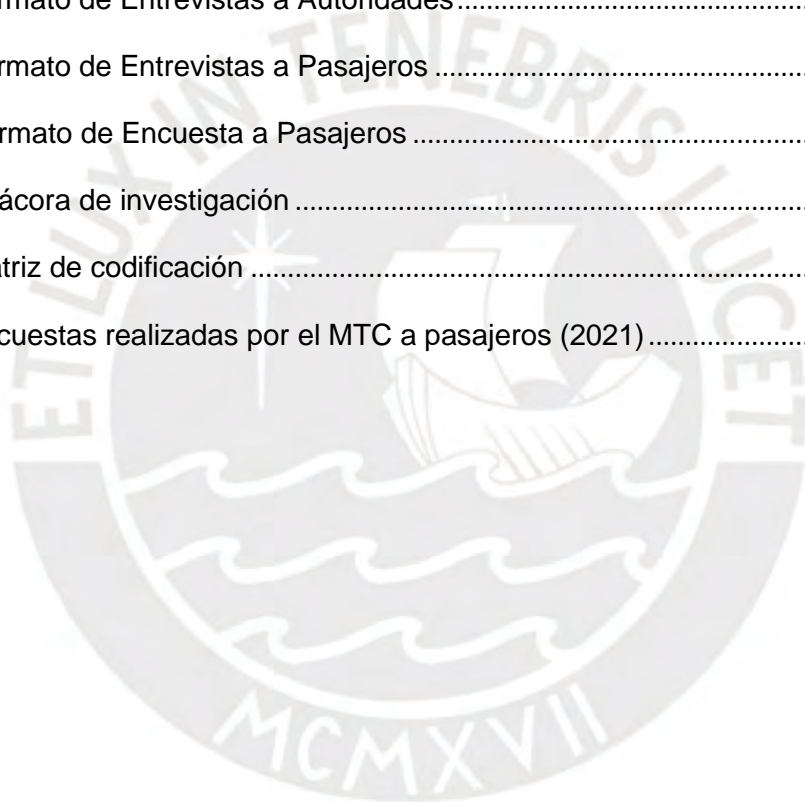 rmato de Entrevistas a Autoridades
rmato de Entrevistas a Pasajeros
rmato de Encuesta a Pasajeros
ácora de investigación
atriz de codificación
cuestas realizadas por el MTC a pasajeros (2021)
ET LUX IN TENEBRIS LUCET
MCMXVII